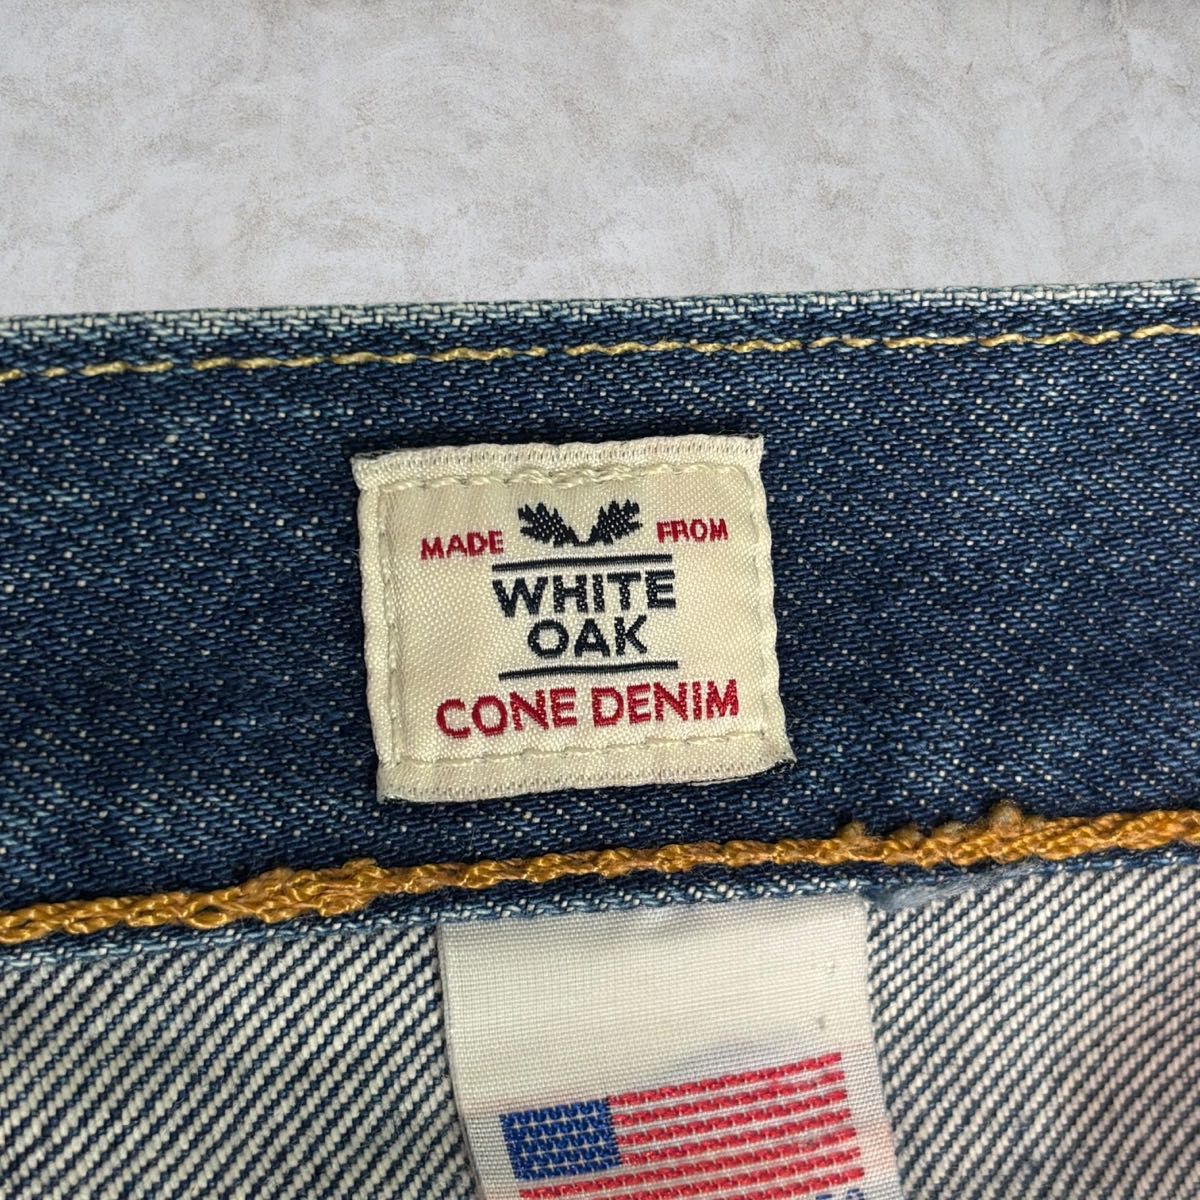 MADE FROM
WHITE
OAK
CONE DENIM